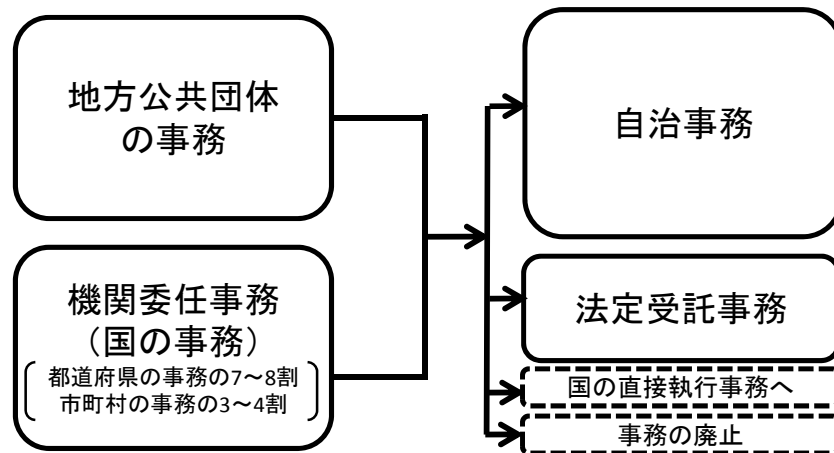 地方公共団体
の事務
機関委任事務
（国の事務）
都道府県の事務の7～8割
市町村の事務の3～4割
自治事務
法定受託事務
国の直接執行事務へ
事務の廃止